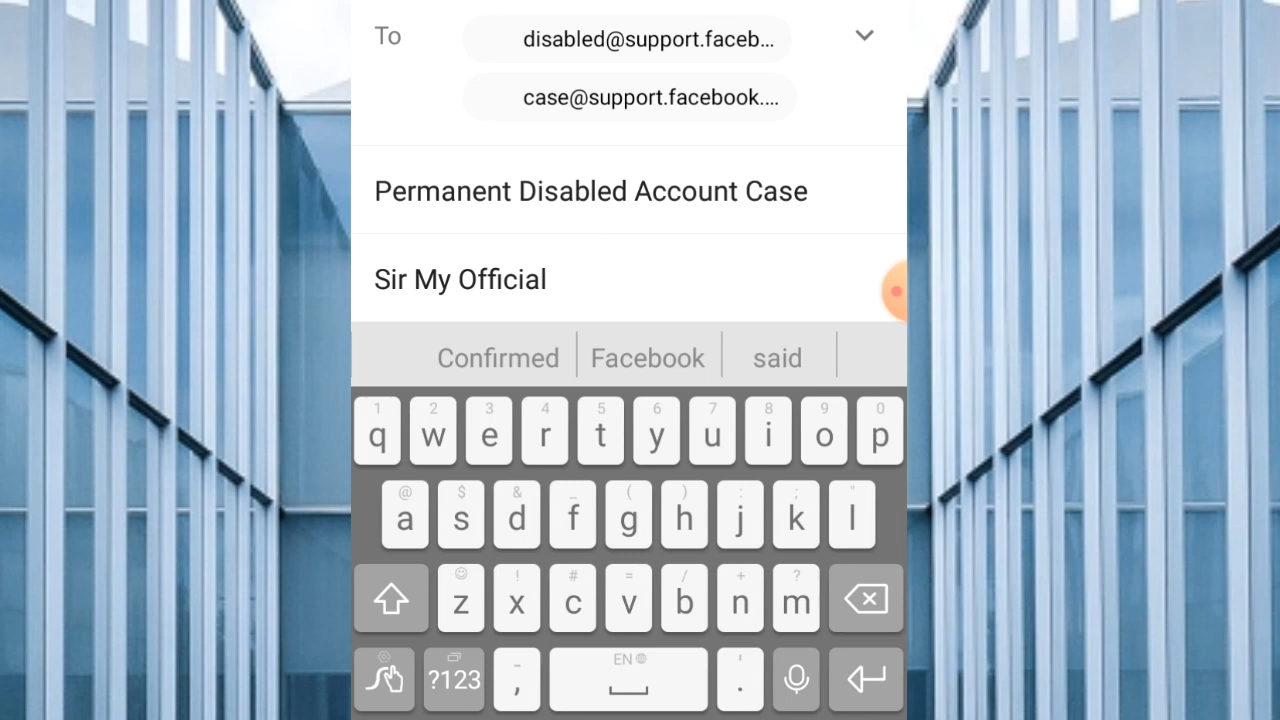 To
disabled@support.faceb...
case@support.facebook....
Permanent Disabled Account Case
Sir My Official
Confirmed Facebook said
1 2 3 4 5 6 7 8 9 0
q w e r t y u i o p
@ $ & _ ( ) : ; "
a s d f g h j k l
! # = / + ?
z x c v b n m
- EN '
?123 , .